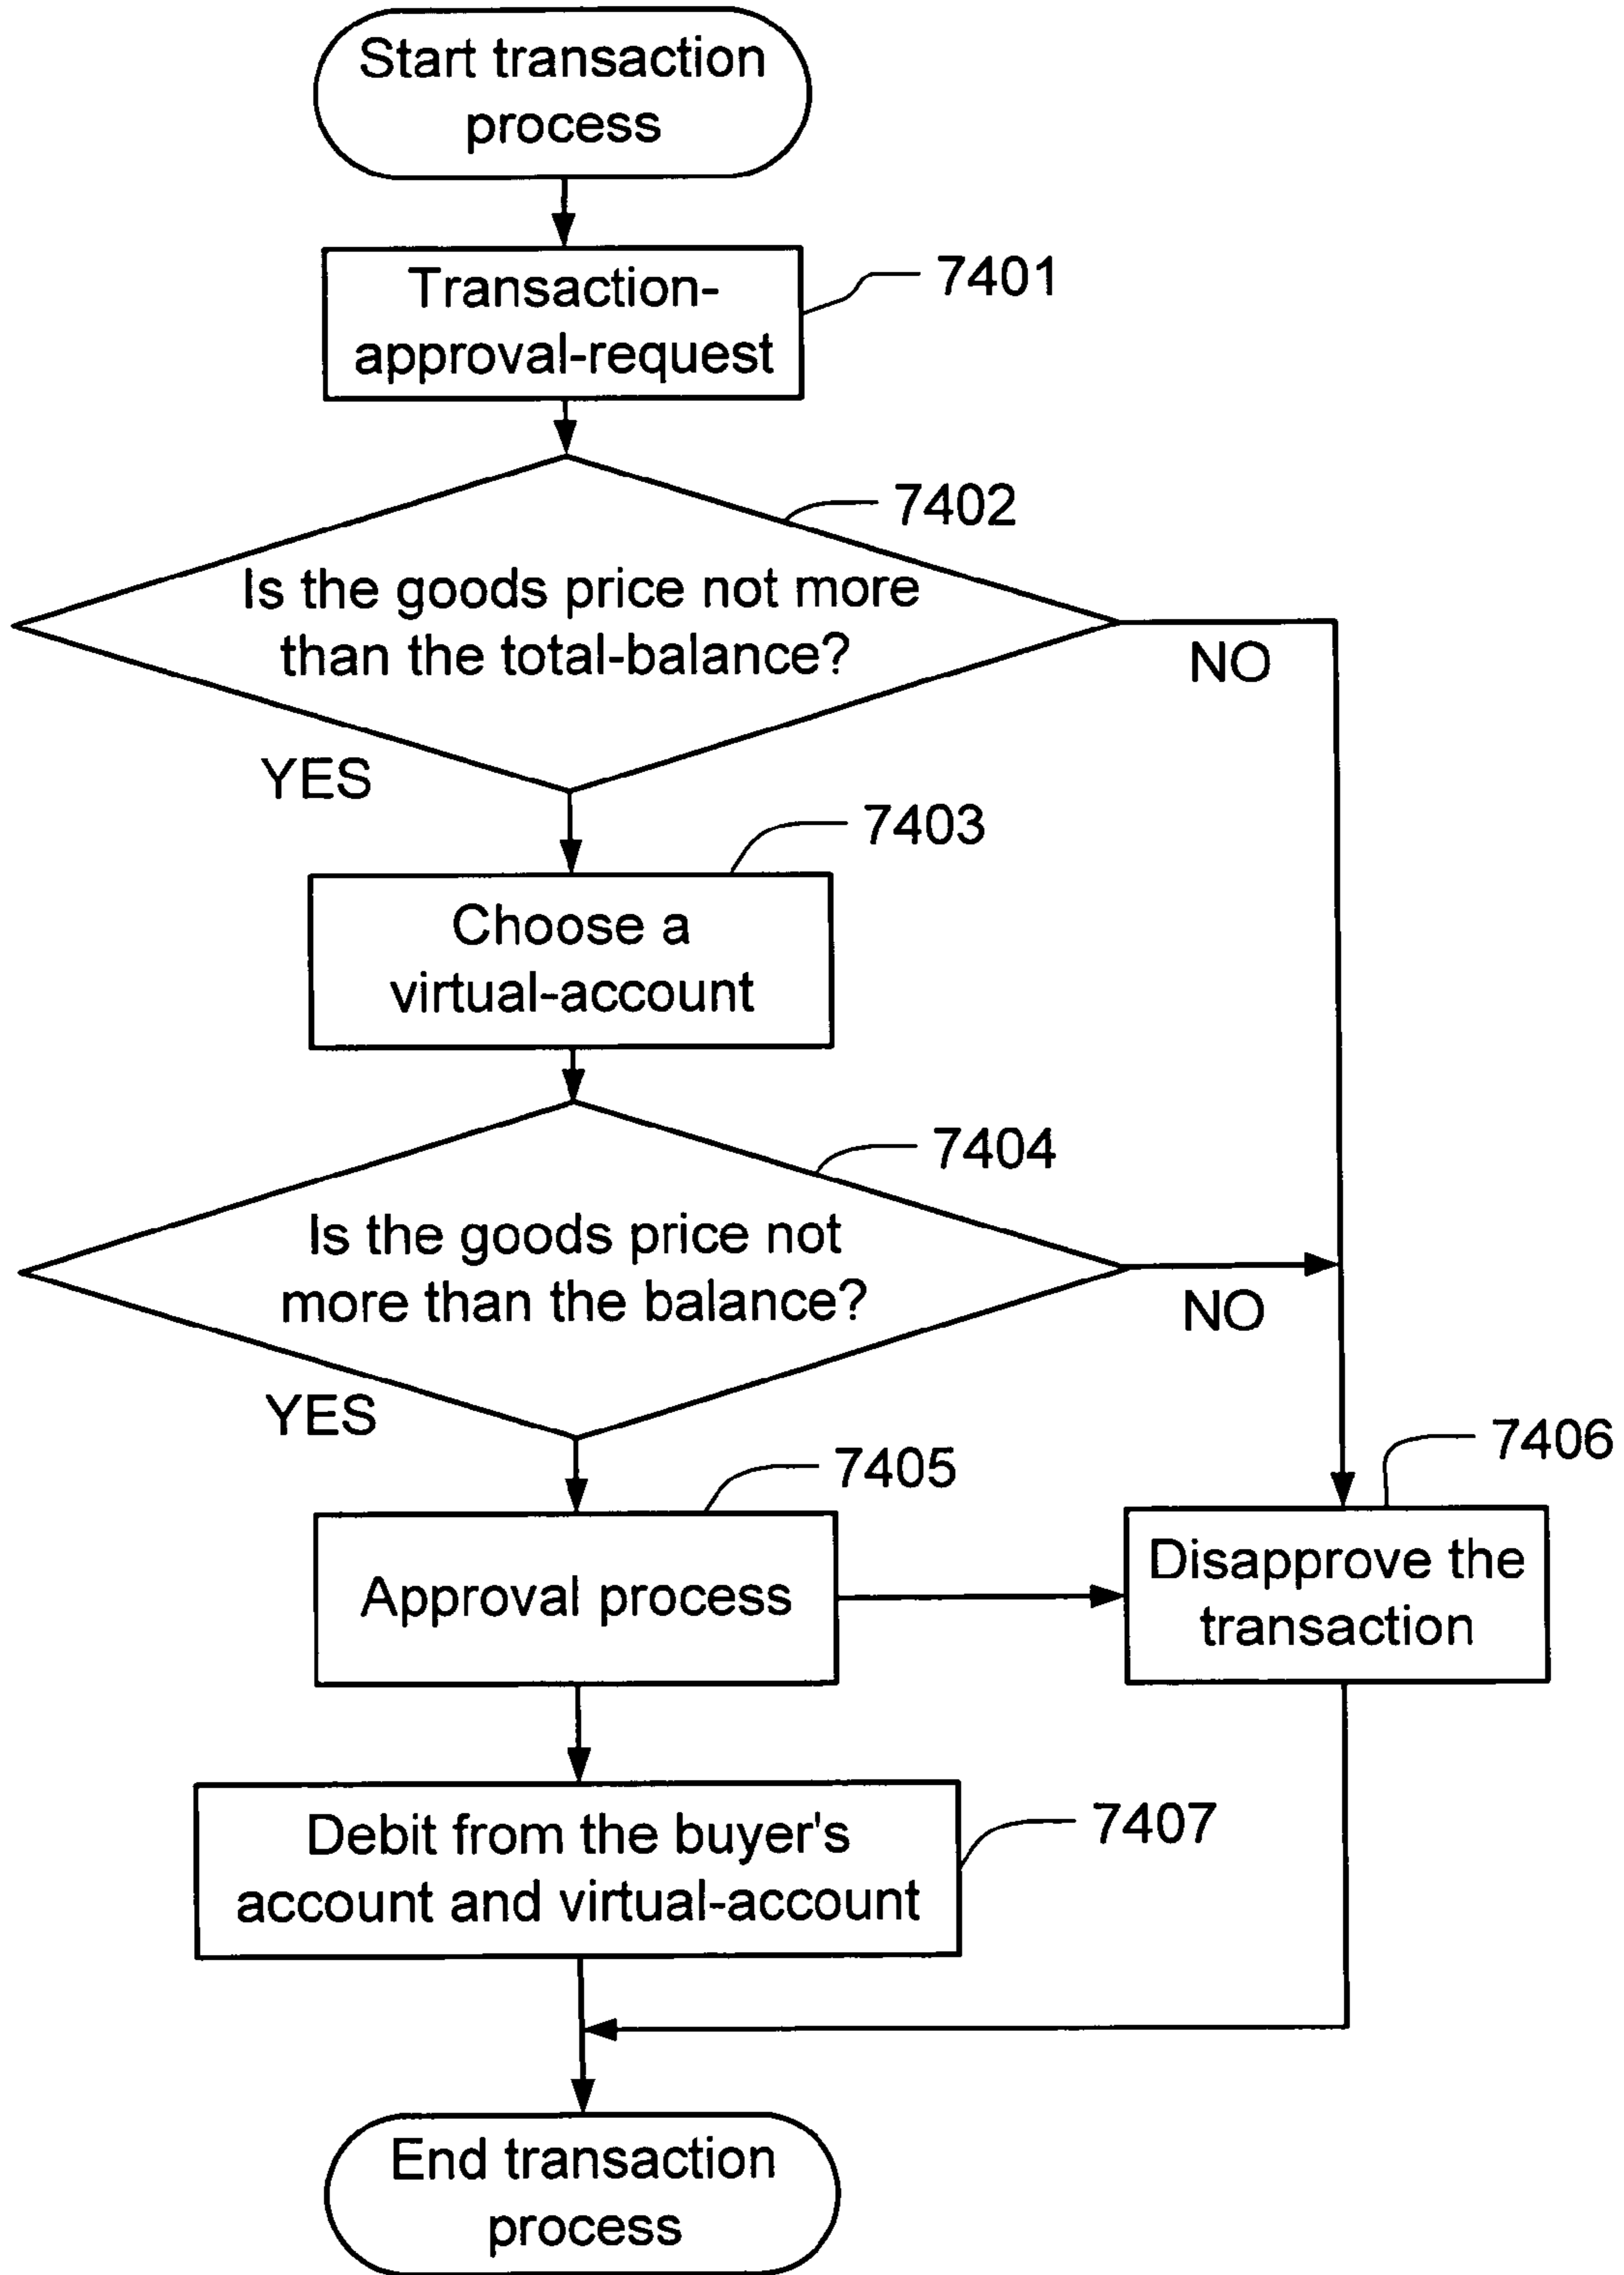 Start transaction
process
Transaction-
approval-request
7401
7402
Is the goods price not more
than the total-balance?
NO
YES
7403
Choose a
virtual-account
7404
Is the goods price not
more than the balance?
NO
YES
7405
7406
Approval process
Disapprove the
transaction
Debit from the buyer's
account and virtual-account
7407
End transaction
process